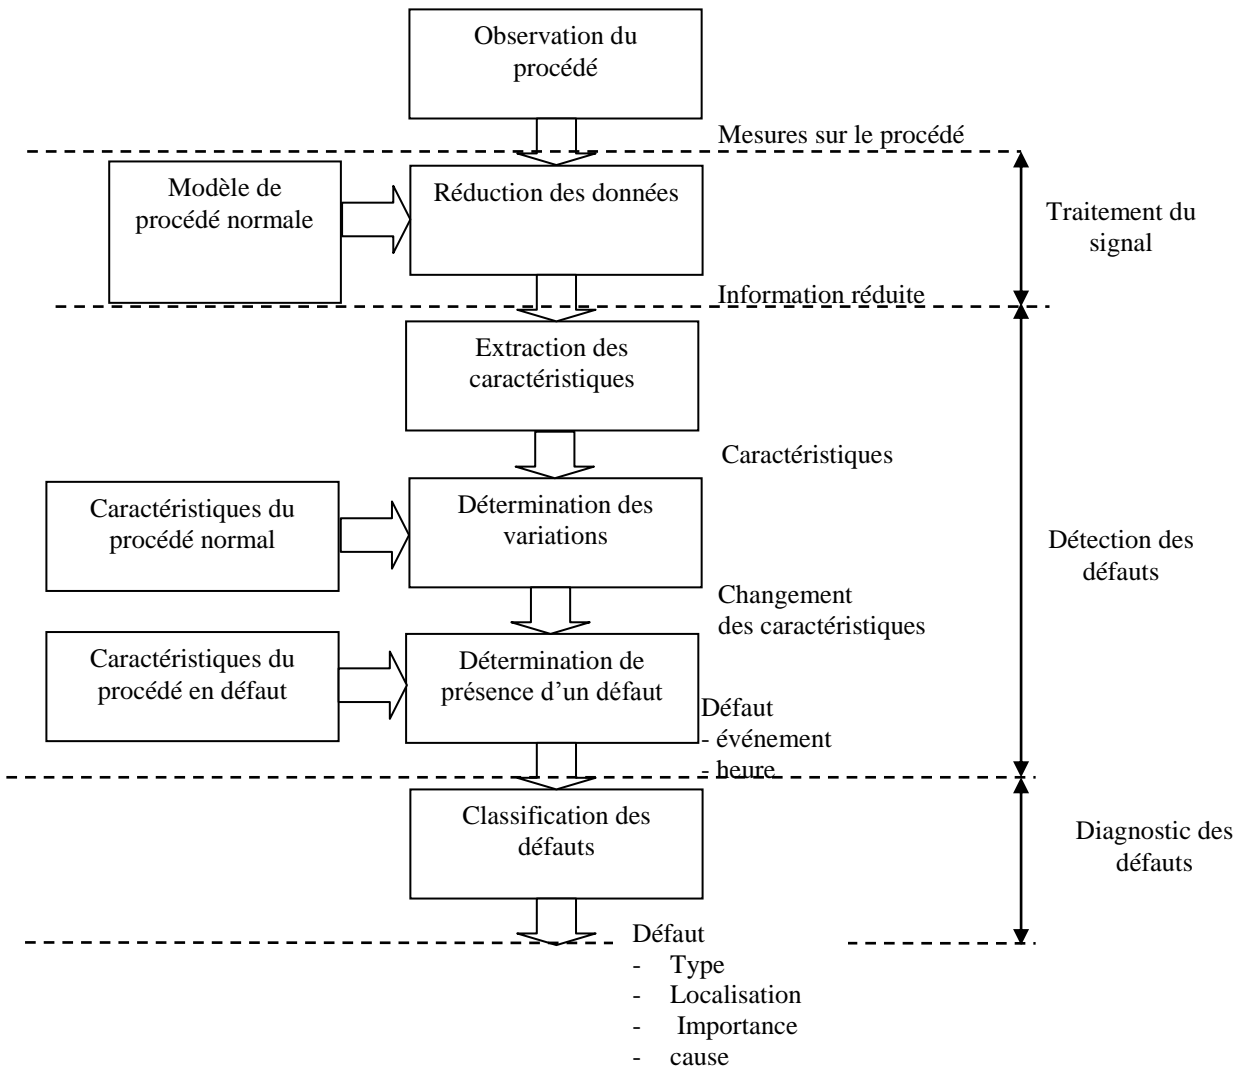 Observation du
procédé
Mesures sur le procédé
Modèle de
procédé normale
Réduction des données
Traitement du
signal
Information réduite
Extraction des
caractéristiques
Caractéristiques
Caractéristiques du
procédé normal
Détermination des
variations
Détection des
défauts
Changement
des caractéristiques
Caractéristiques du
procédé en défaut
Détermination de
présence d’un défaut
Défaut
- événement
- heure
Classification des
défauts
Diagnostic des
défauts
Défaut
- Type
- Localisation
- Importance
- cause